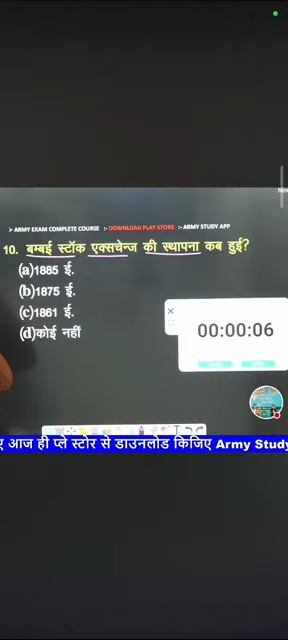 ➢ ARMY EXAM COMPLETE COURSE :- DOWNLOAD PLAY STORE :- ARMY STUDY APP
10. बम्बई स्टॉक एक्सचेन्ज की स्थापना कब हुई?
(a)1885 ई.
(b)1875 ई.
(c)1861 ई.
(d)कोई नहीं
00:00:06
ए आज ही प्ले स्टोर से डाउनलोड किजिए Army Study